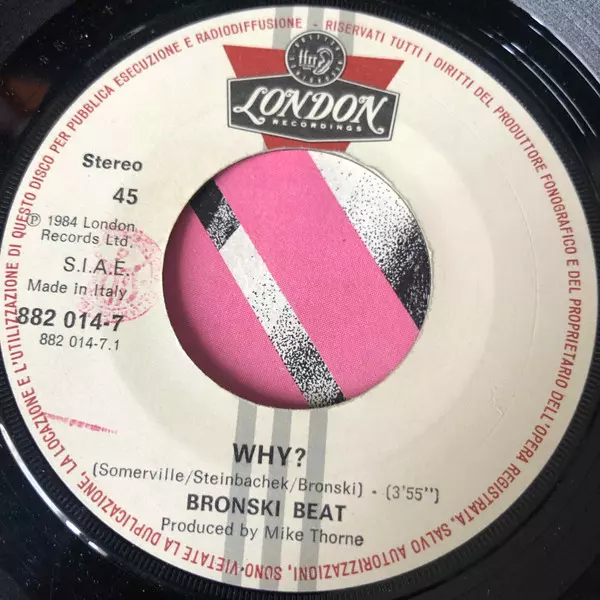 RISERVATI TUTTI I DIRITTI DEL PRODUTTORE FONOGRAFICO E DEL PROPRIETARIO DELL'OPERA REGISTRATA. SALVO AUTORIZZAZIONI, SONO VIETATE LA DUPLICAZIONE, LA LOCAZIONE E L'UTILIZZAZIONE DI QUESTO DISCO PER PUBBLICA ESECUZIONE E RADIODIFFUSIONE -
ffrr
LONDON
RECORDINGS
Stereo
45
Ⓟ 1984 London
Records Ltd.
S.I.A.E.
Made in Italy
882 014-7
882 014-7.1
WHY?
(Somerville/Steinbachek/Bronski) - (3'55")
BRONSKI BEAT
Produced by Mike Thorne